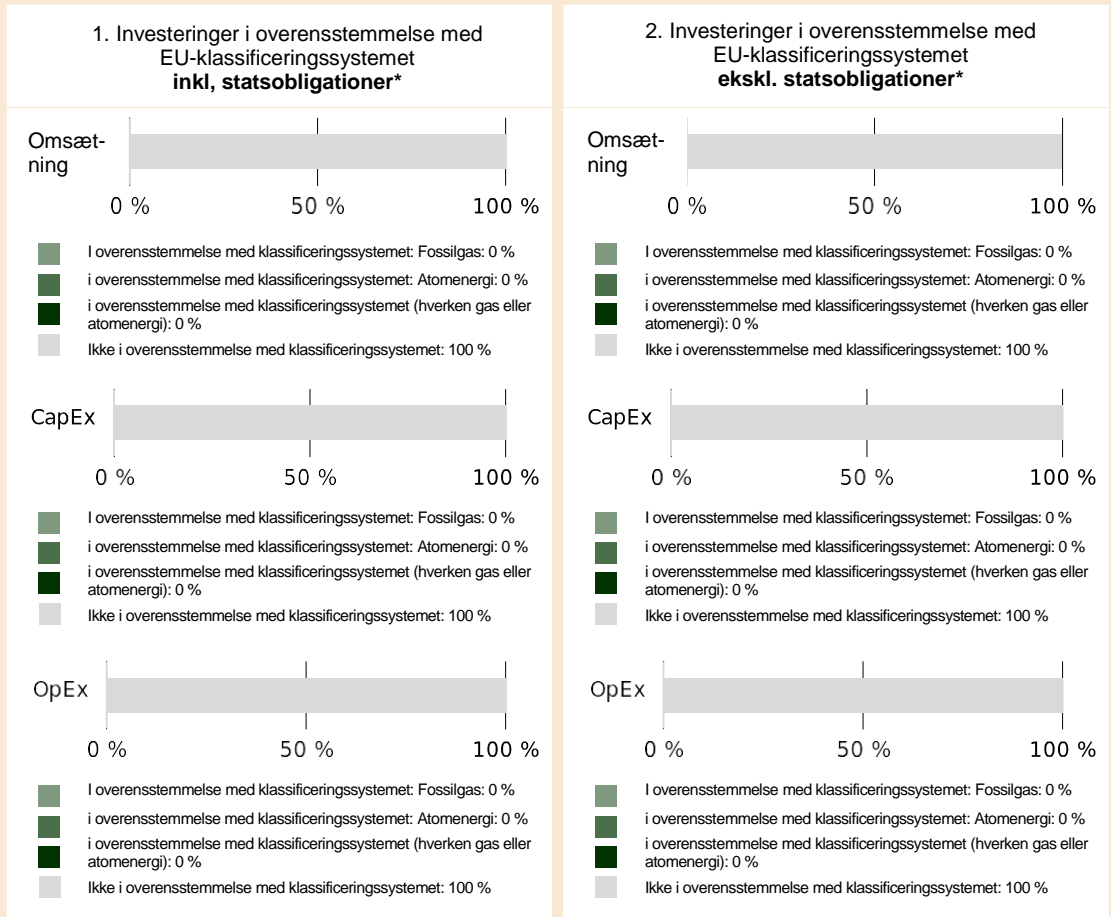 1. Investeringer i overensstemmelse med
EU-klassificeringssystemet
inkl, statsobligationer*
Omsæt-
ning
0 % 50 % 100 %
I overensstemmelse med klassificeringssystemet: Fossilgas: 0 %
i overensstemmelse med klassificeringssystemet: Atomenergi: 0 %
i overensstemmelse med klassificeringssystemet (hverken gas eller
atomenergi): 0 %
Ikke i overensstemmelse med klassificeringssystemet: 100 %
CapEx
0 % 50 % 100 %
I overensstemmelse med klassificeringssystemet: Fossilgas: 0 %
i overensstemmelse med klassificeringssystemet: Atomenergi: 0 %
i overensstemmelse med klassificeringssystemet (hverken gas eller
atomenergi): 0 %
Ikke i overensstemmelse med klassificeringssystemet: 100 %
OpEx
0 % 50 % 100 %
I overensstemmelse med klassificeringssystemet: Fossilgas: 0 %
i overensstemmelse med klassificeringssystemet: Atomenergi: 0 %
i overensstemmelse med klassificeringssystemet (hverken gas eller
atomenergi): 0 %
Ikke i overensstemmelse med klassificeringssystemet: 100 %
2. Investeringer i overensstemmelse med
EU-klassificeringssystemet
ekskl. statsobligationer*
Omsæt-
ning
0 % 50 % 100 %
I overensstemmelse med klassificeringssystemet: Fossilgas: 0 %
i overensstemmelse med klassificeringssystemet: Atomenergi: 0 %
i overensstemmelse med klassificeringssystemet (hverken gas eller
atomenergi): 0 %
Ikke i overensstemmelse med klassificeringssystemet: 100 %
CapEx
0 % 50 % 100 %
I overensstemmelse med klassificeringssystemet: Fossilgas: 0 %
i overensstemmelse med klassificeringssystemet: Atomenergi: 0 %
i overensstemmelse med klassificeringssystemet (hverken gas eller
atomenergi): 0 %
Ikke i overensstemmelse med klassificeringssystemet: 100 %
OpEx
0 % 50 % 100 %
I overensstemmelse med klassificeringssystemet: Fossilgas: 0 %
i overensstemmelse med klassificeringssystemet: Atomenergi: 0 %
i overensstemmelse med klassificeringssystemet (hverken gas eller
atomenergi): 0 %
Ikke i overensstemmelse med klassificeringssystemet: 100 %